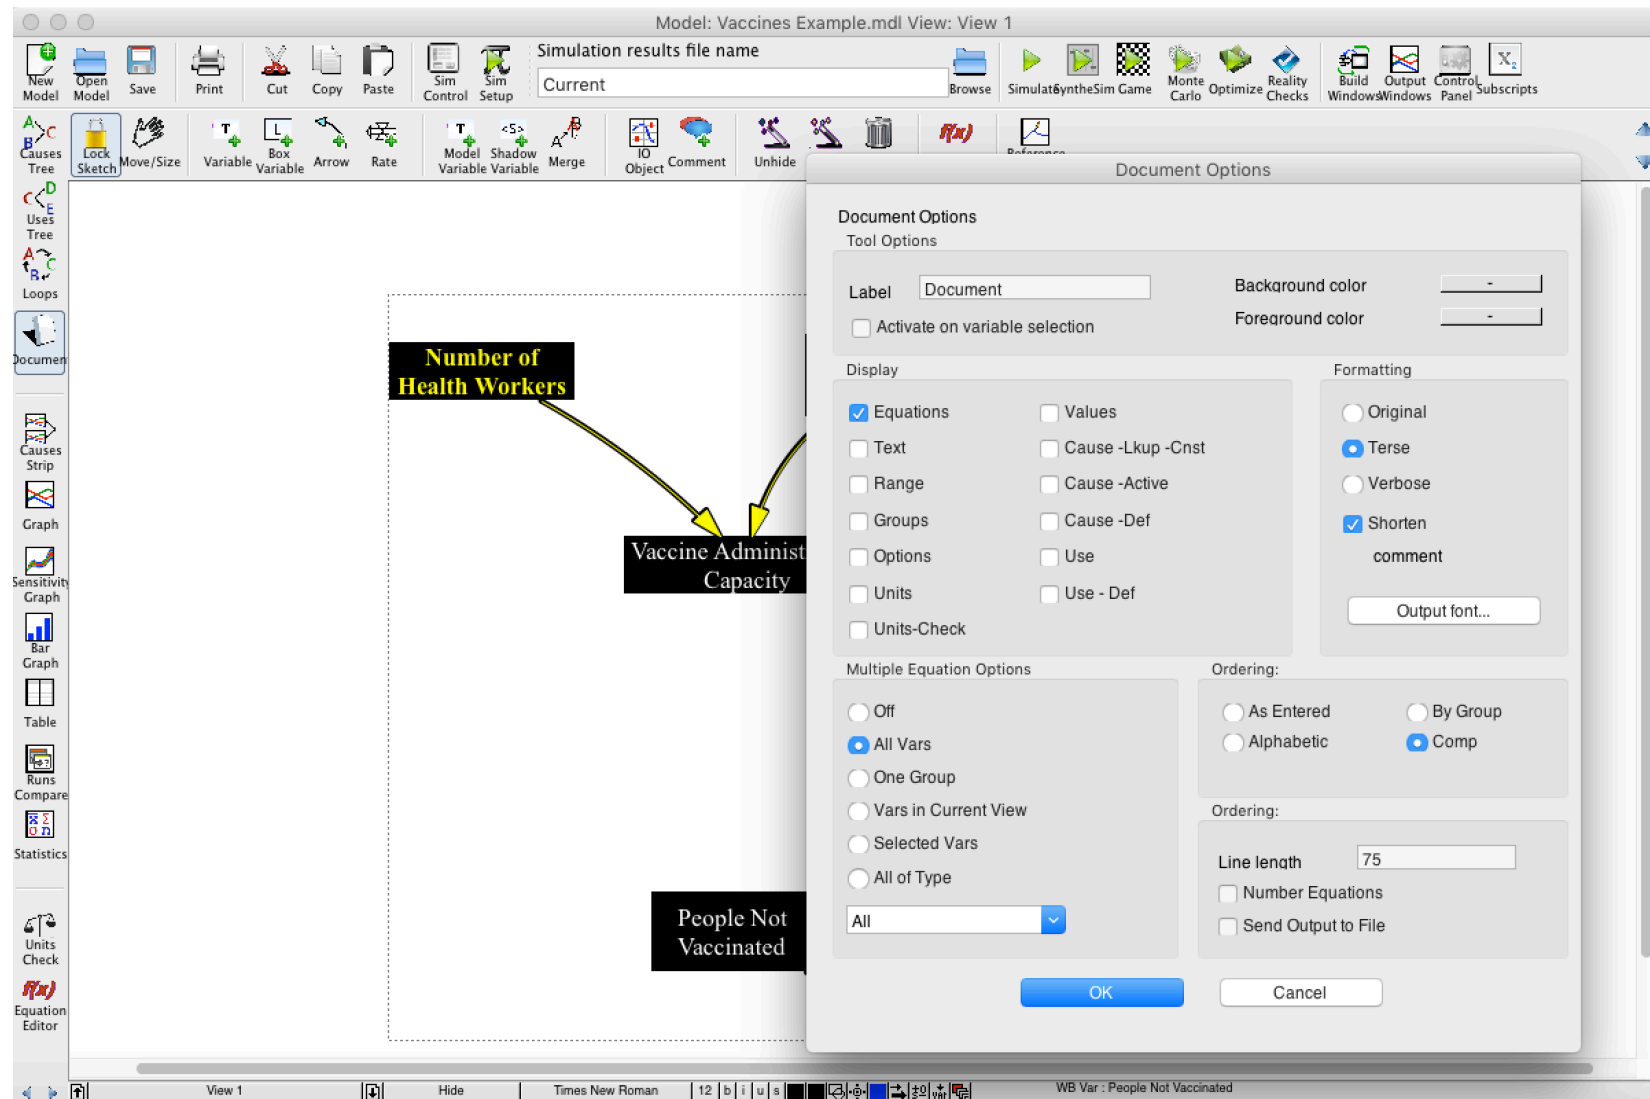 Model: Vaccines Example.mdl View: View 1
New Model
Open Model
Save
Print
Cut
Copy
Paste
Sim Control
Sim Setup
Simulation results file name
Current
Browse
Simulate
SyntheSim
Game
Monte Carlo
Optimize
Reality Checks
Build Windows
Output Windows
Control Panel
Subscripts
Causes Tree
Lock Sketch
Move/Size
Variable
Box Variable
Arrow
Rate
Model Variable
Shadow Variable
Merge
IO Object
Comment
Unhide
f(x)
Reference
Uses Tree
Loops
Documen
Causes Strip
Graph
Sensitivity Graph
Bar Graph
Table
Runs Compare
Statistics
Units Check
f(x)
Equation Editor
Number of
Health Workers
Vaccine Administ
Capacity
People Not
Vaccinated
Document Options
Document Options
Tool Options
Label
Document
Background color
-
Activate on variable selection
Foreground color
-
Display
Equations
Values
Text
Cause -Lkup -Cnst
Range
Cause -Active
Groups
Cause -Def
Options
Use
Units
Use - Def
Units-Check
Formatting
Original
Terse
Verbose
Shorten
comment
Output font...
Multiple Equation Options
Off
All Vars
One Group
Vars in Current View
Selected Vars
All of Type
All
Ordering:
As Entered
By Group
Alphabetic
Comp
Ordering:
Line length
75
Number Equations
Send Output to File
OK
Cancel
View 1
Hide
Times New Roman
12
b
i
u
s
WB Var : People Not Vaccinated